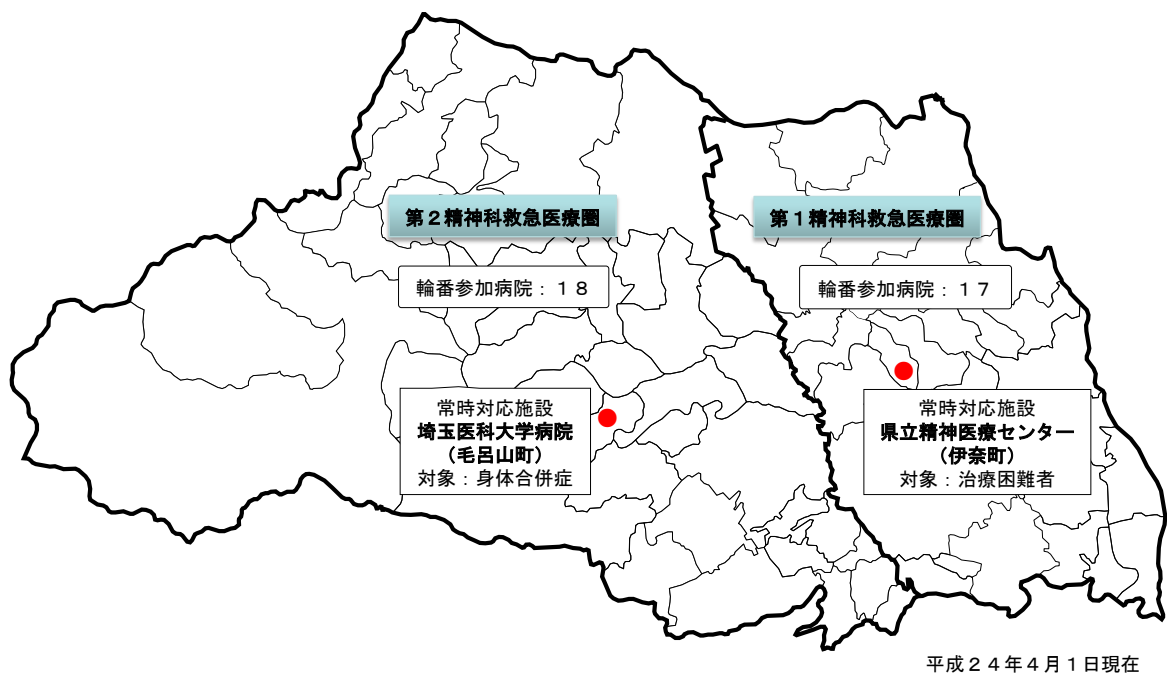 第２精神科救急医療圏
輪番参加病院：１８
常時対応施設
埼玉医科大学病院
（毛呂山町）
対象：身体合併症
第１精神科救急医療圏
輪番参加病院：１７
常時対応施設
県立精神医療センター
（伊奈町）
対象：治療困難者
平成２４年４月１日現在